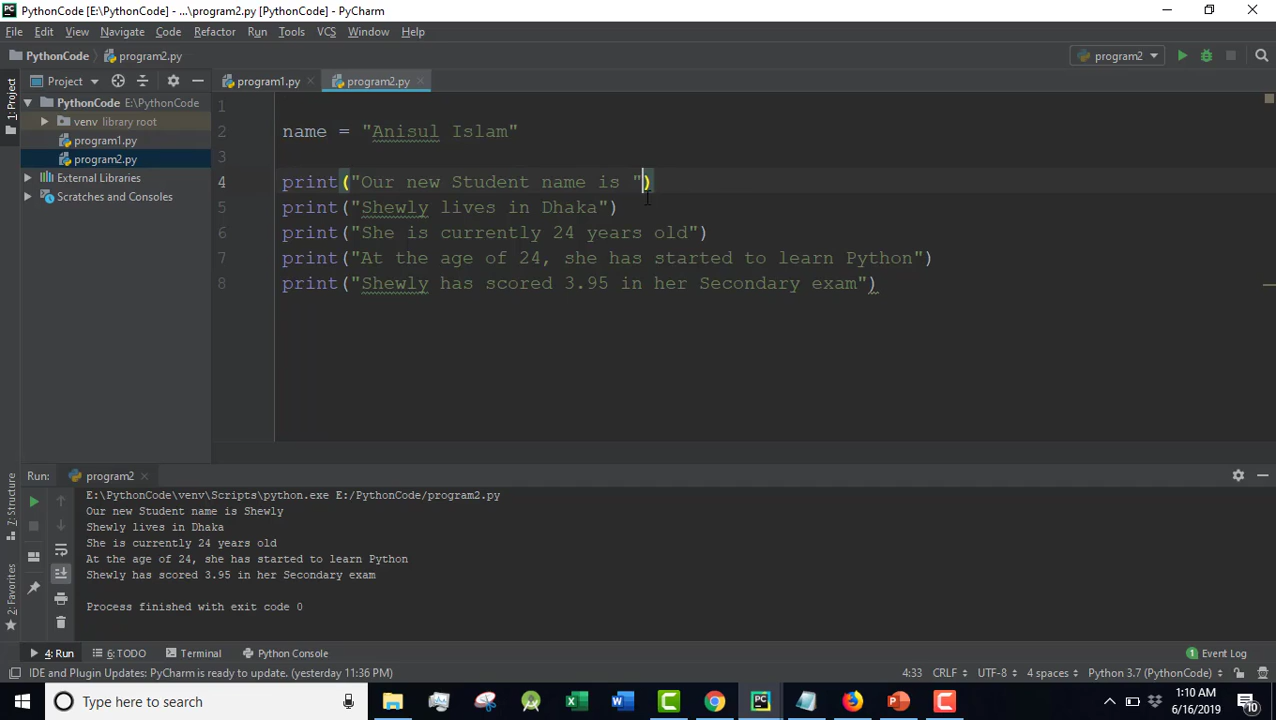 PythonCode [E:\PythonCode] - ...\program2.py [PythonCode] - PyCharm
File Edit View Navigate Code Refactor Run Tools VCS Window Help
PythonCode program2.py program2
1: Project
Project program1.py program2.py
PythonCode E:\PythonCode
venv library root
program1.py
program2.py
External Libraries
Scratches and Consoles
1
2 name = "Anisul Islam"
3
4 print("Our new Student name is ")
5 print("Shewly lives in Dhaka")
6 print("She is currently 24 years old")
7 print("At the age of 24, she has started to learn Python")
8 print("Shewly has scored 3.95 in her Secondary exam")
Run: program2
Z: Structure
2: Favorites
E:\PythonCode\venv\Scripts\python.exe E:/PythonCode/program2.py
Our new Student name is Shewly
Shewly lives in Dhaka
She is currently 24 years old
At the age of 24, she has started to learn Python
Shewly has scored 3.95 in her Secondary exam
Process finished with exit code 0
4: Run 6: TODO Terminal Python Console 1 Event Log
IDE and Plugin Updates: PyCharm is ready to update. (yesterday 11:36 PM) 4:33 CRLF UTF-8 4 spaces Python 3.7 (PythonCode)
Type here to search 1:10 AM
6/16/2019 10